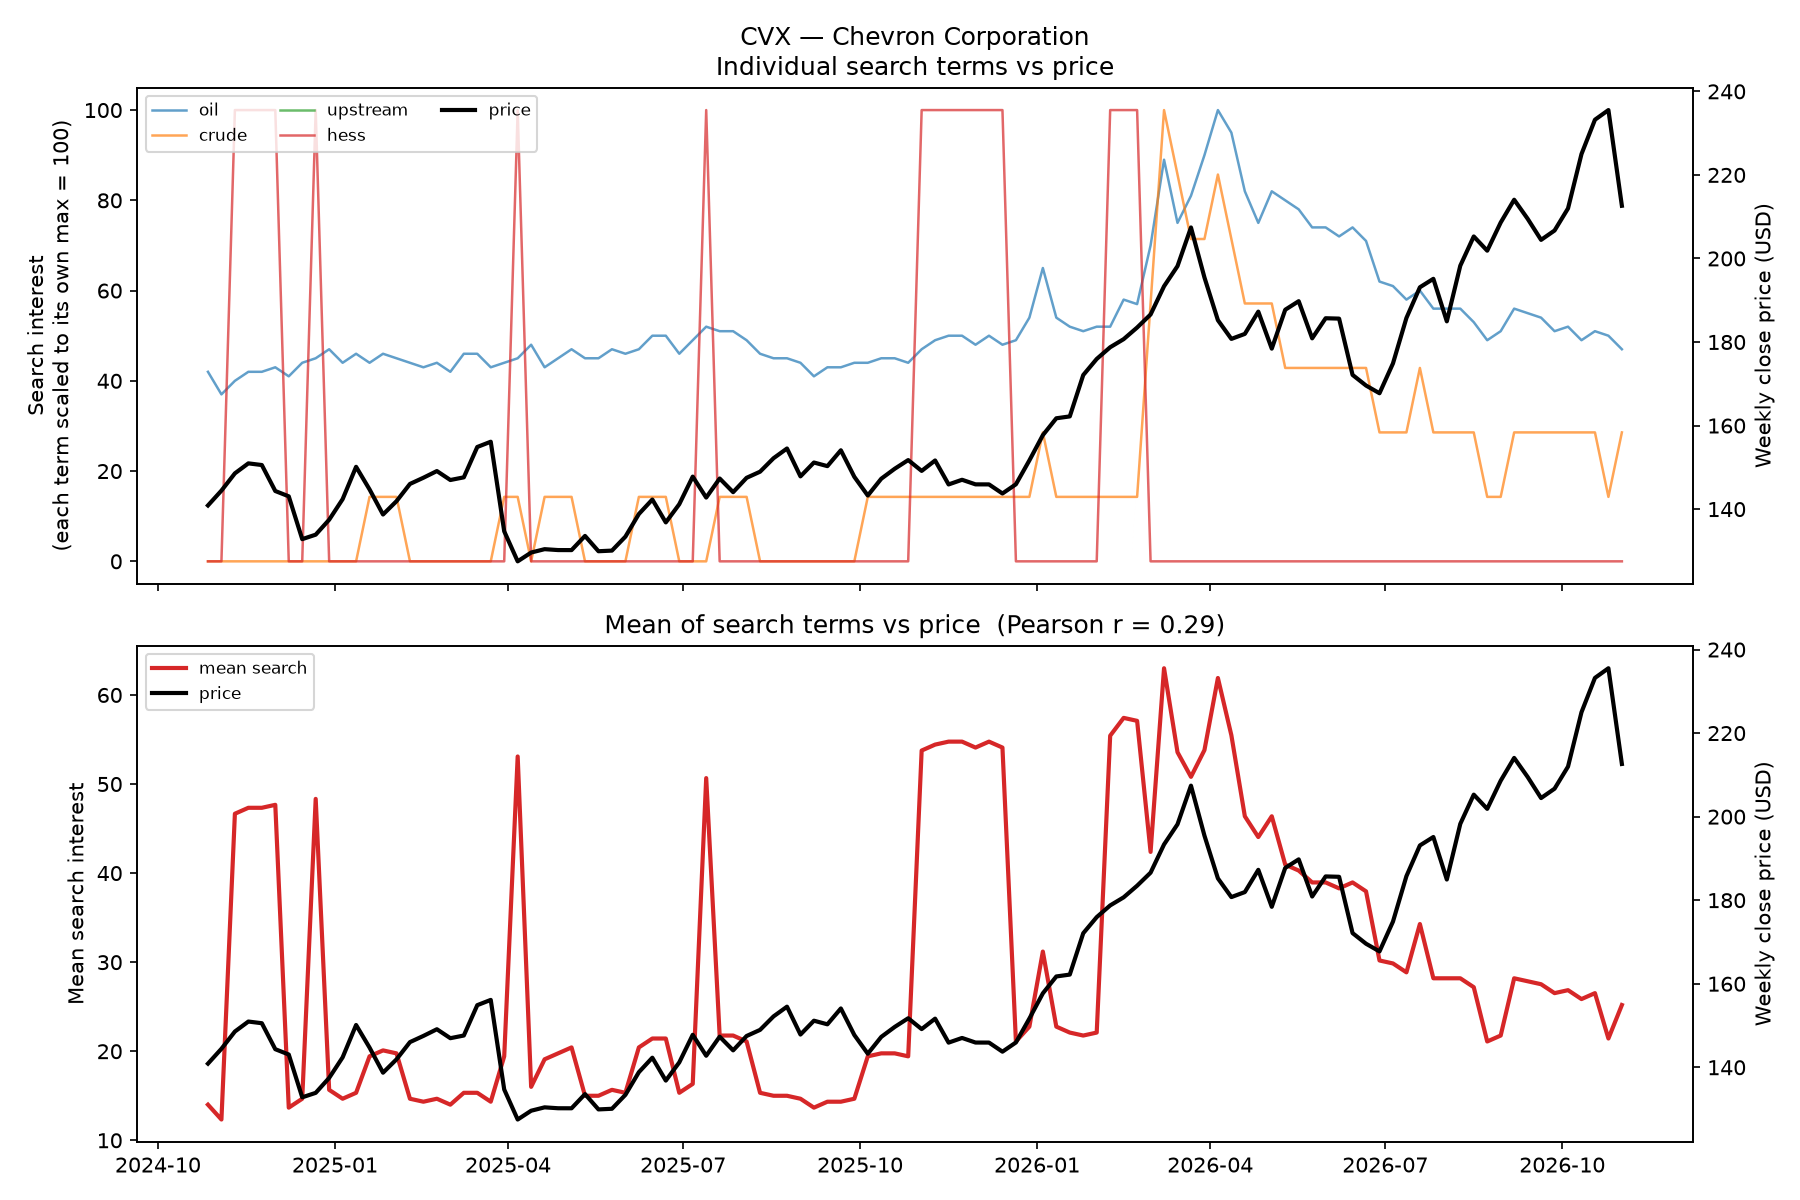 CVX — Chevron Corporation
Individual search terms vs price
oil
crude
upstream
hess
price
Search interest
(each term scaled to its own max = 100)
100
80
60
40
20
0
240
220
200
180
160
140
Weekly close price (USD)
Mean of search terms vs price  (Pearson r = 0.29)
mean search
price
Mean search interest
60
50
40
30
20
10
240
220
200
180
160
140
Weekly close price (USD)
2024-10
2025-01
2025-04
2025-07
2025-10
2026-01
2026-04
2026-07
2026-10